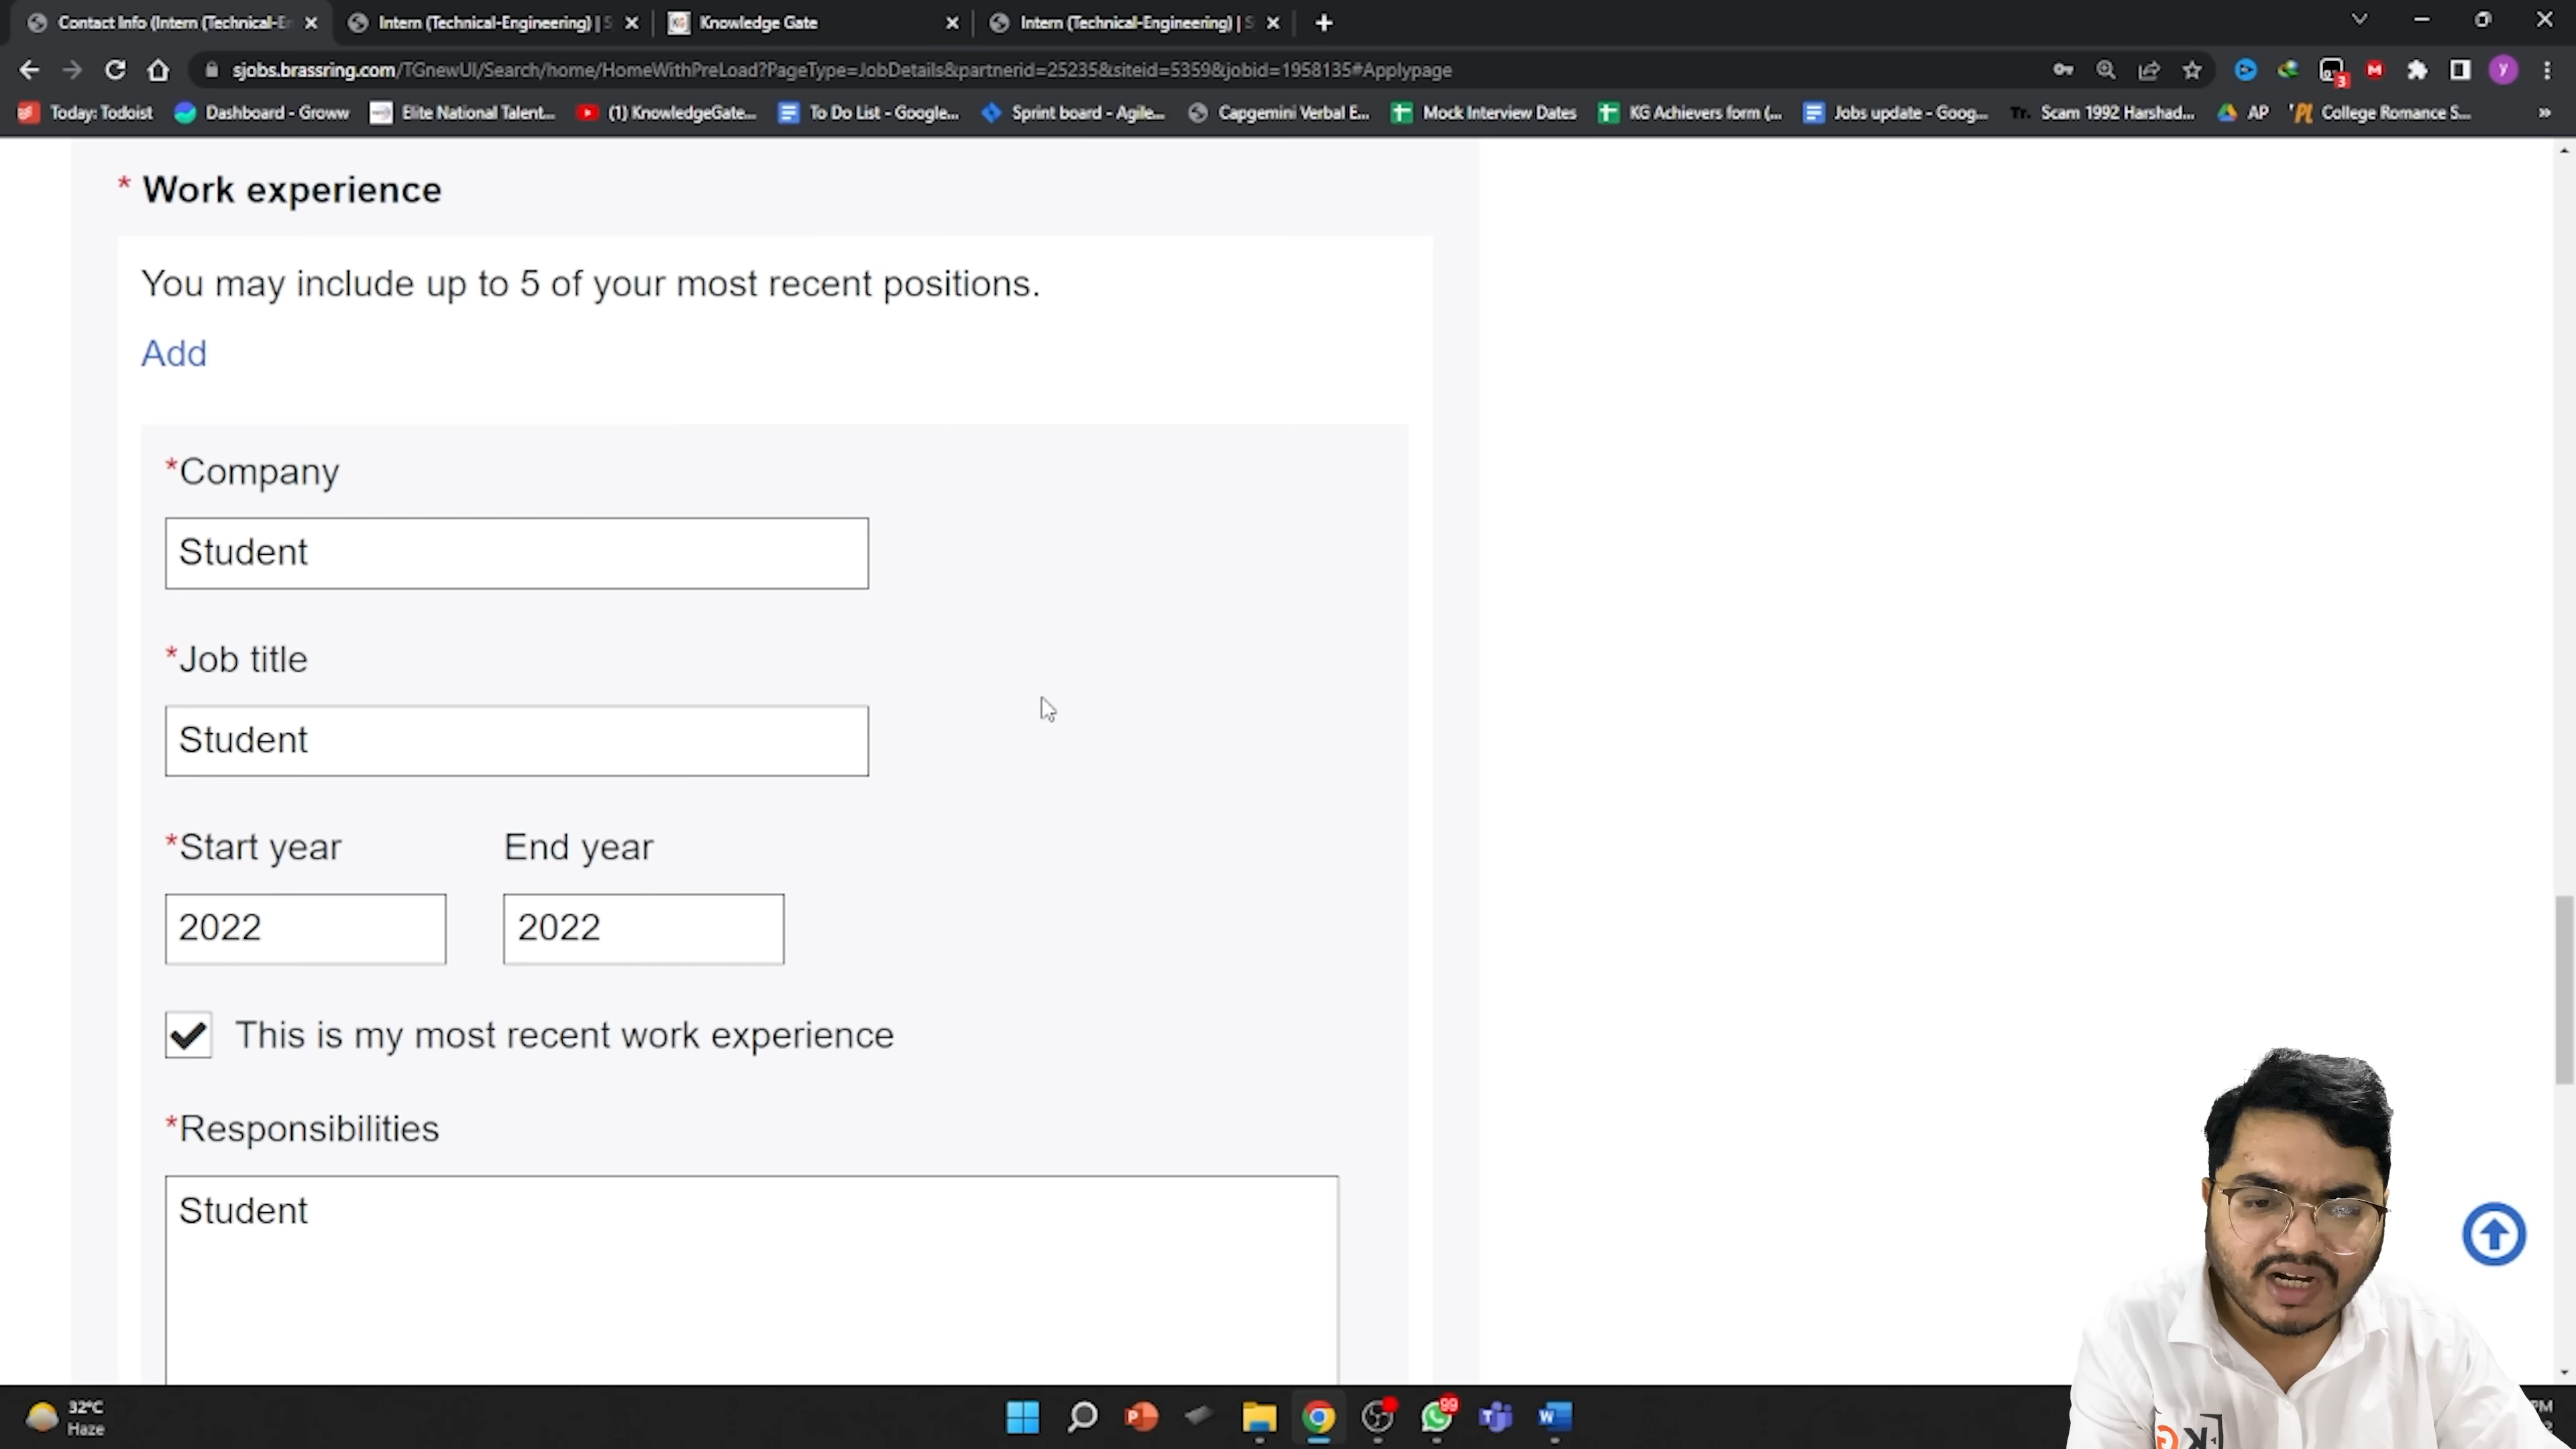 Contact Info (Intern (Technical-E
Intern (Technical-Engineering) | S
Knowledge Gate
Intern (Technical-Engineering) | S
sjobs.brassring.com/TGnewUI/Search/home/HomeWithPreLoad?PageType=JobDetails&partnerid=25235&siteid=5359&jobid=1958135#Applypage
3
M
y
Today: Todoist
Dashboard - Groww
Elite National Talent...
(1) KnowledgeGate...
To Do List - Google...
Sprint board - Agile...
Capgemini Verbal E...
Mock Interview Dates
KG Achievers form (...
Jobs update - Goog...
Tr. Scam 1992 Harshad...
AP
College Romance S...
»
* Work experience
You may include up to 5 of your most recent positions.
Add
*Company
Student
*Job title
Student
*Start year End year
2022 2022
This is my most recent work experience
*Responsibilities
Student
32°C
Haze
P
99
W
PM
KG